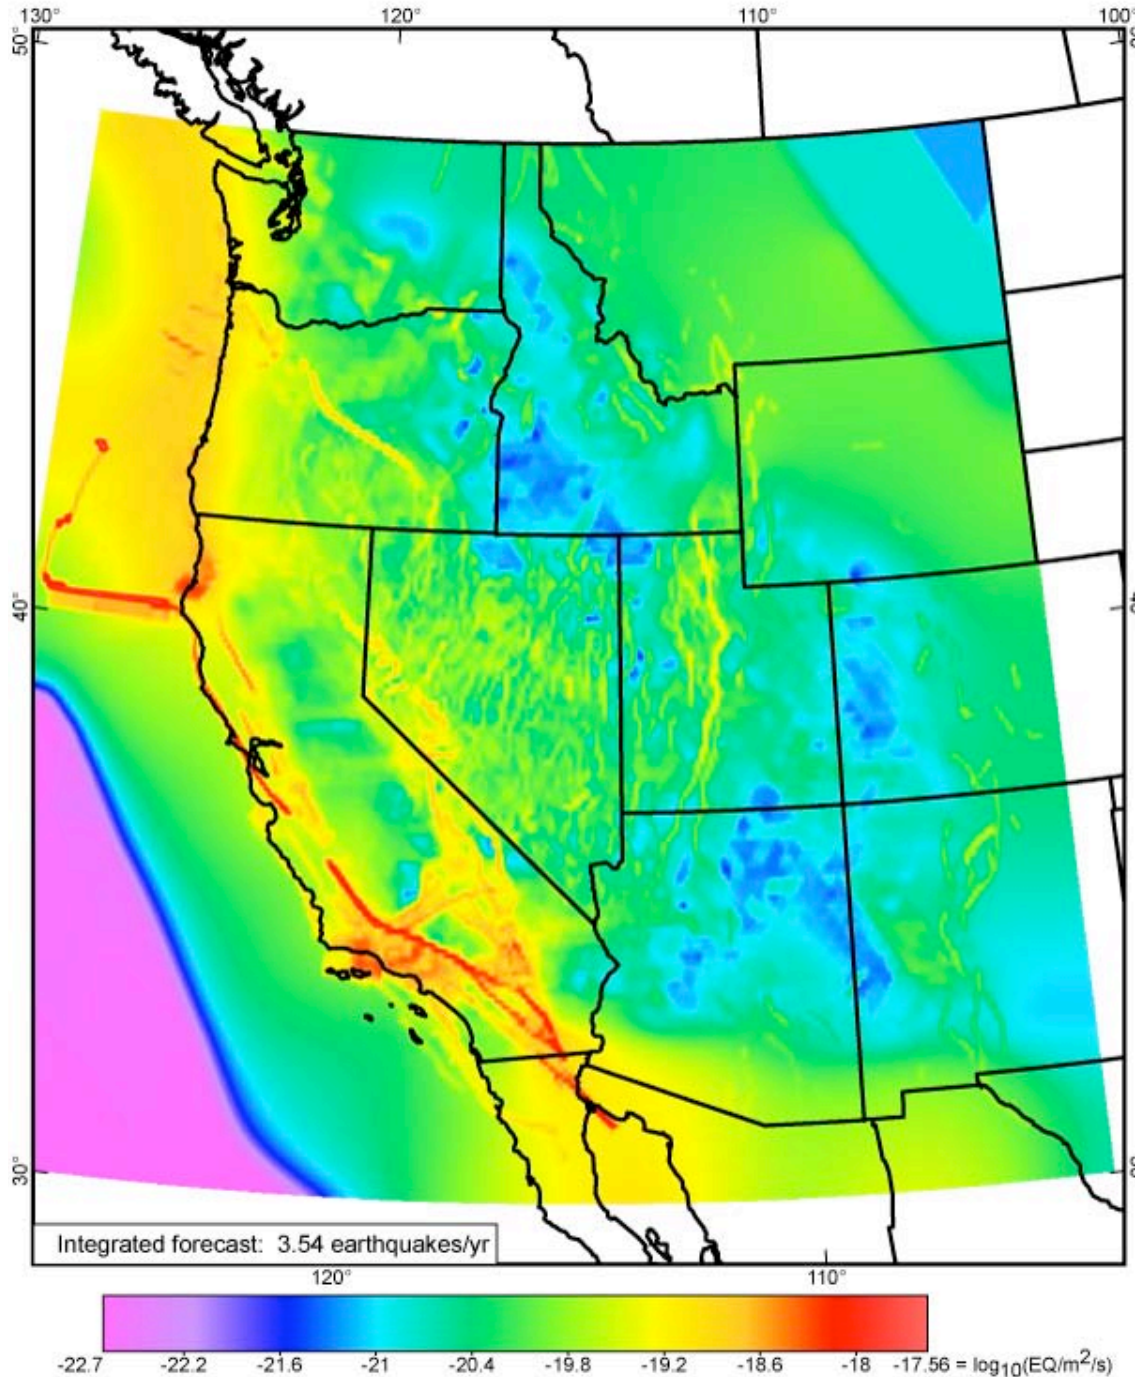 130° 120° 110° 100°
50°
40°
30°
Integrated forecast: 3.54 earthquakes/yr
120° 110°
-22.7 -22.2 -21.6 -21 -20.4 -19.8 -19.2 -18.6 -18 -17.56 = log₁₀(EQ/m²/s)